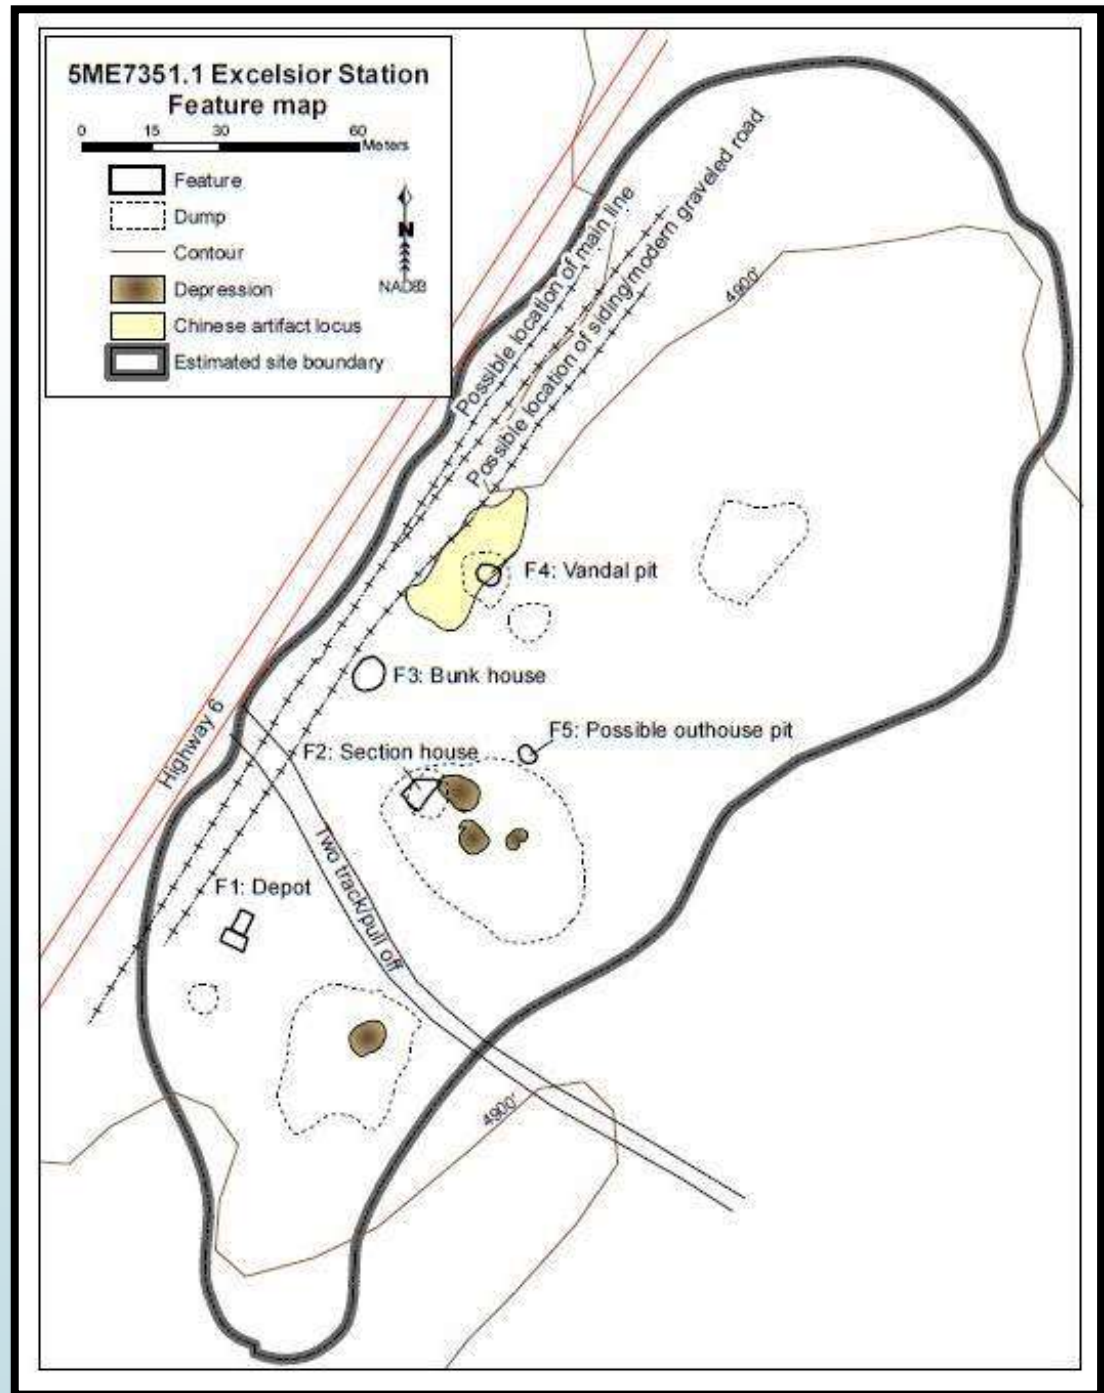 5ME7351.1 Excelsior Station
Feature map
0 15 30 60
Meters
Feature
Dump
Contour
Depression
Chinese artifact locus
Estimated site boundary
N
NAD83
Possible location of main line
Possible location of siding/modern graveled road
4900'
F4: Vandal pit
F3: Bunk house
F5: Possible outhouse pit
F2: Section house
Highway 6
Two track/pull off
F1: Depot
4900'